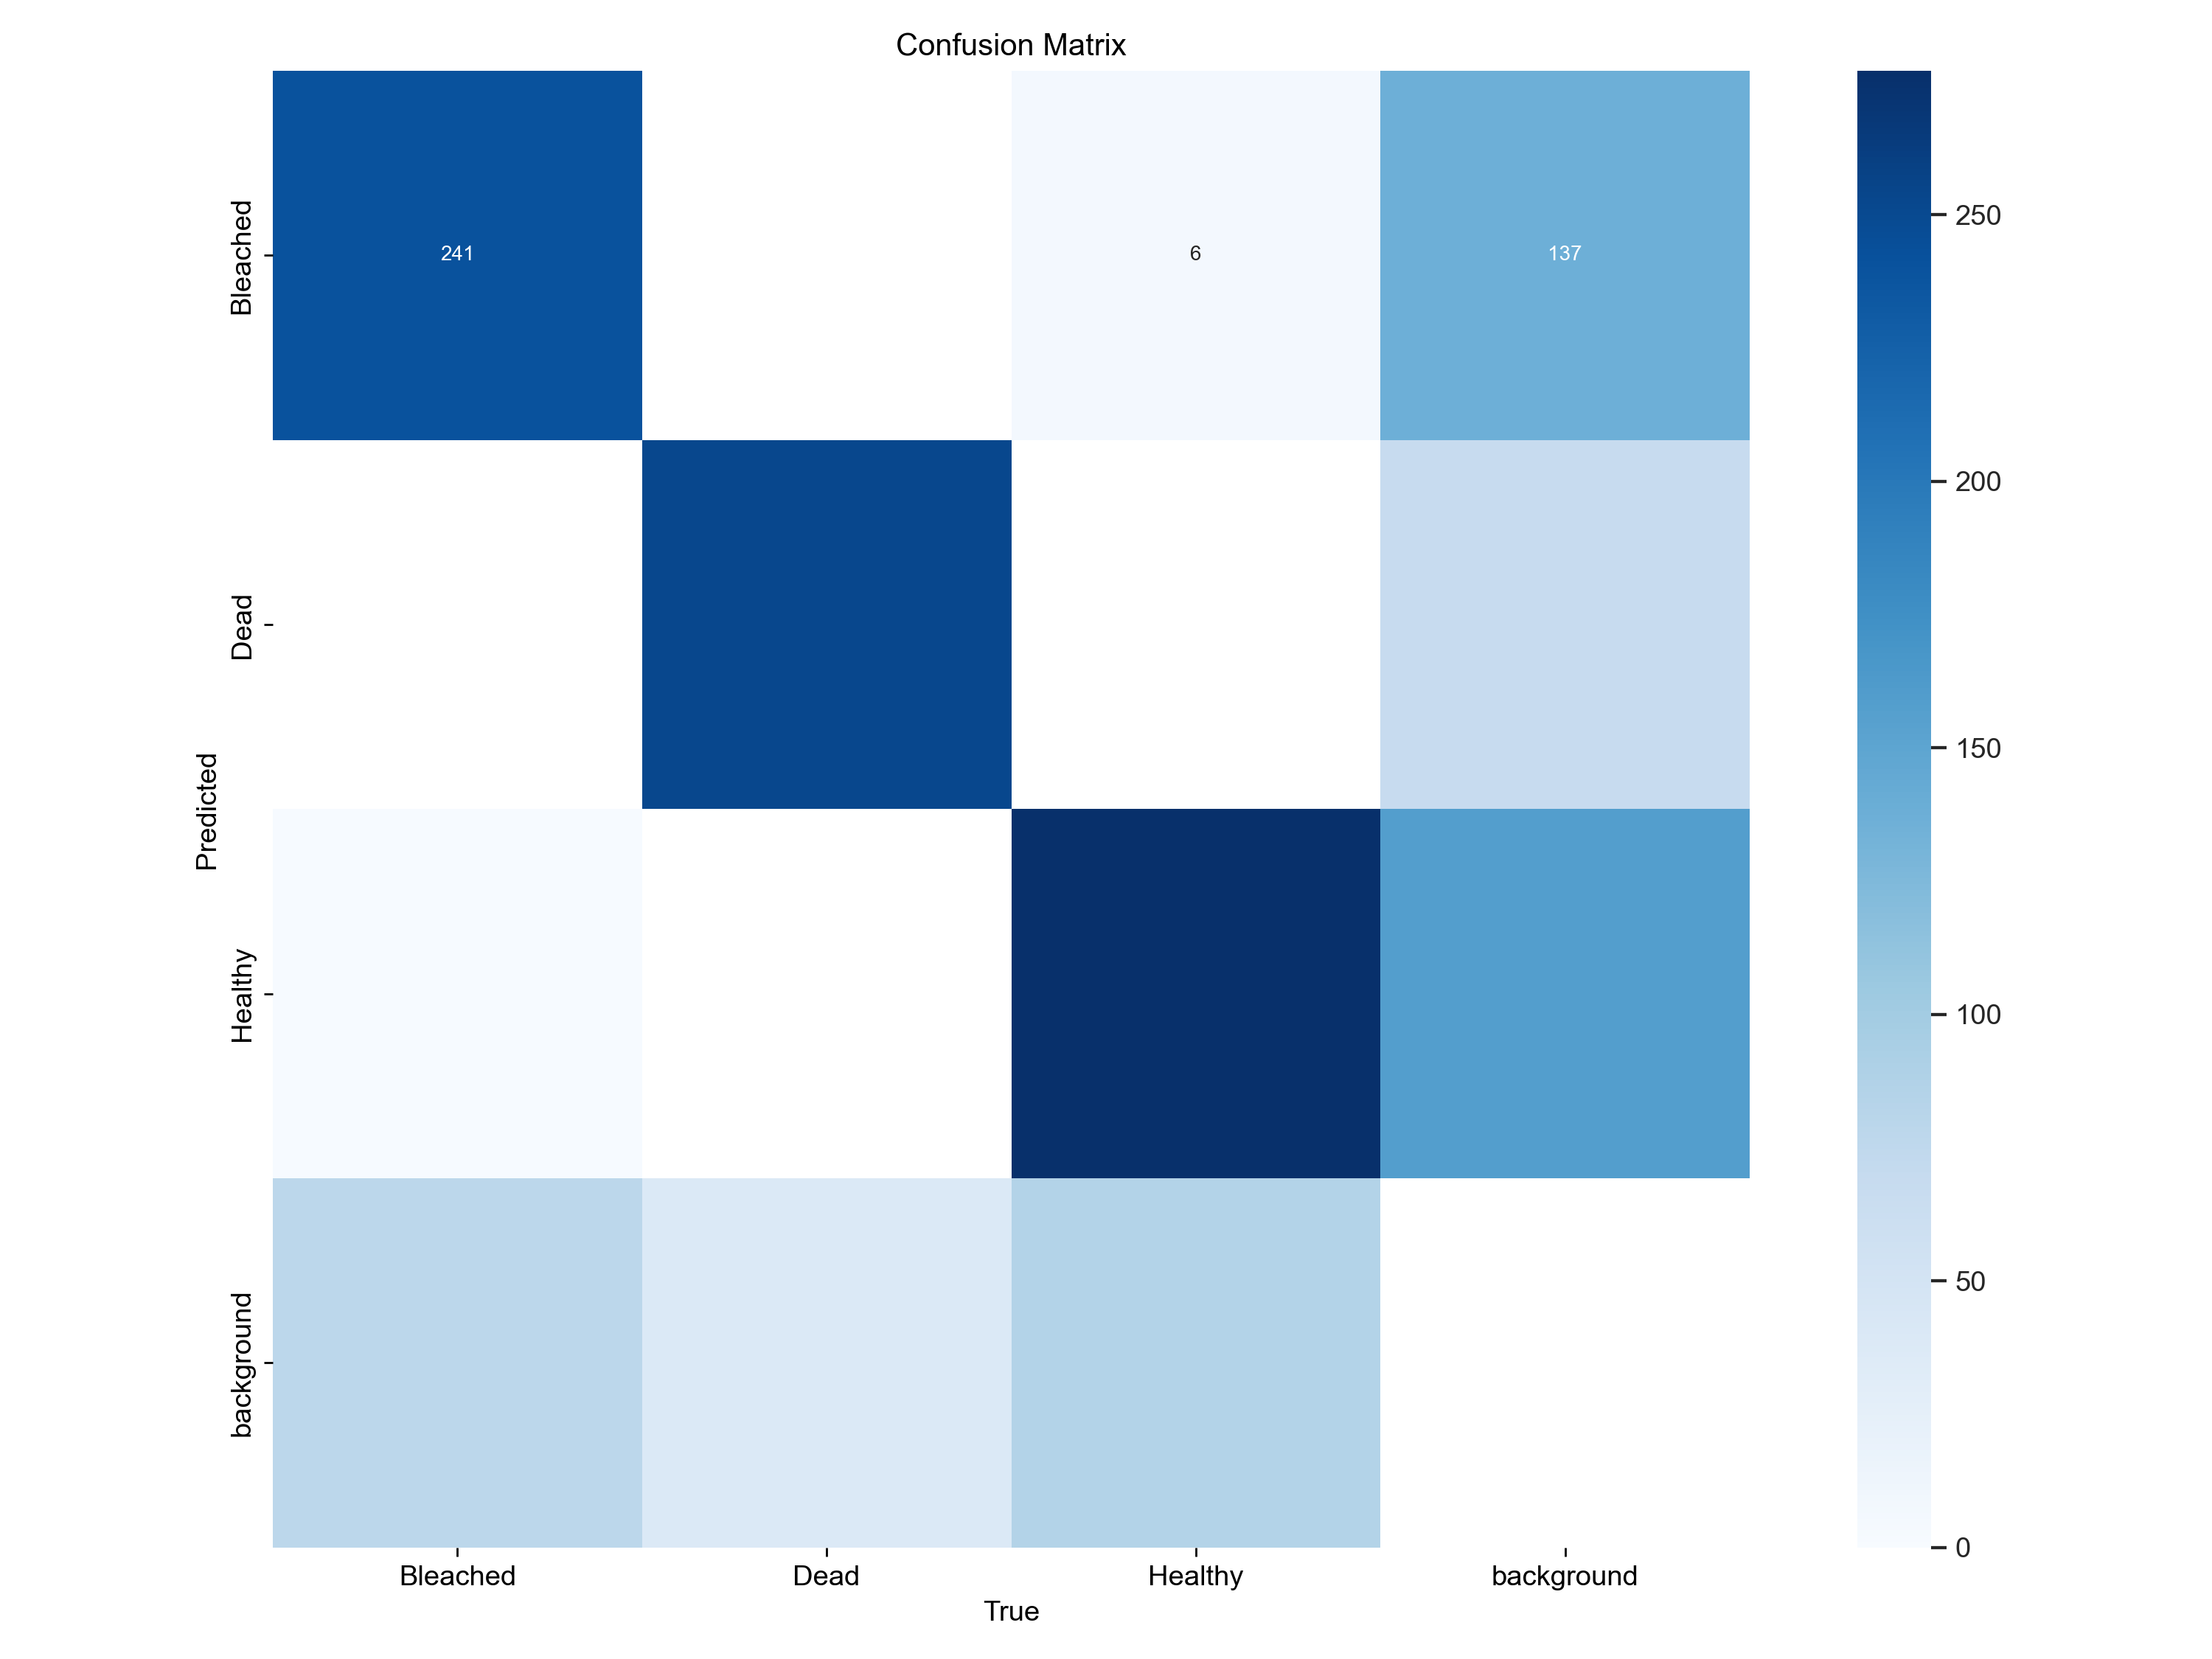 Confusion Matrix
Bleached
241
6
137
Dead
Healthy
background
Predicted
Bleached
Dead
Healthy
background
True
250
200
150
100
50
0